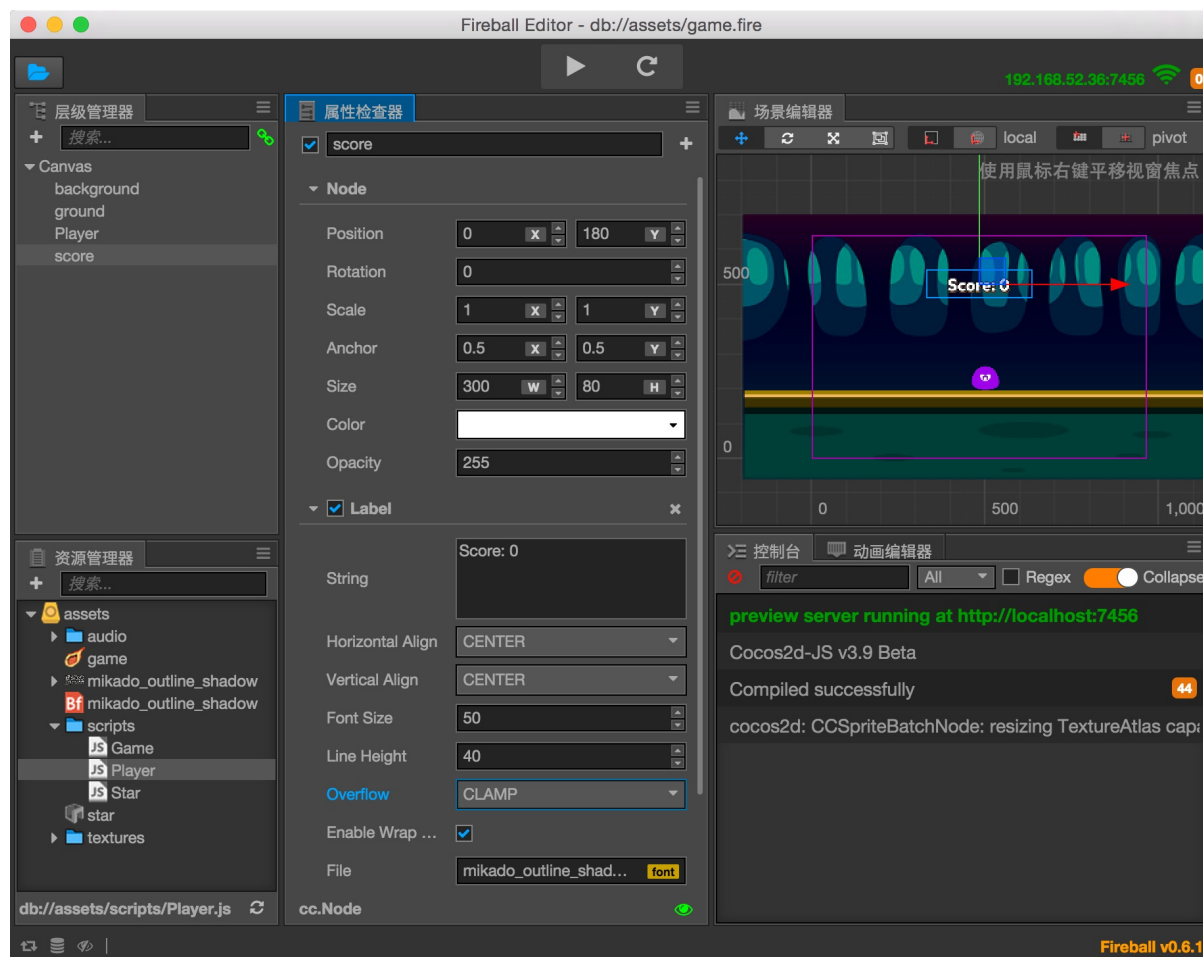 Fireball Editor - db://assets/game.fire
192.168.52.36:7456
0
层级管理器
搜索...
Canvas
background
ground
Player
score
资源管理器
搜索...
assets
audio
game
mikado_outline_shadow
Bf mikado_outline_shadow
scripts
JS Game
JS Player
JS Star
star
textures
db://assets/scripts/Player.js
属性检查器
score
Node
Position 0 X 180 Y
Rotation 0
Scale 1 X 1 Y
Anchor 0.5 X 0.5 Y
Size 300 W 80 H
Color
Opacity 255
Label
String Score: 0
Horizontal Align CENTER
Vertical Align CENTER
Font Size 50
Line Height 40
Overflow CLAMP
Enable Wrap ...
File mikado_outline_shad... font
cc.Node
场景编辑器
local pivot
使用鼠标右键平移视窗焦点
500
Score: 0
0
0 500 1,000
控制台 动画编辑器
filter All Regex Collapse
preview server running at http://localhost:7456
Cocos2d-JS v3.9 Beta
Compiled successfully 44
cocos2d: CCSpriteBatchNode: resizing TextureAtlas capa
Fireball v0.6.1